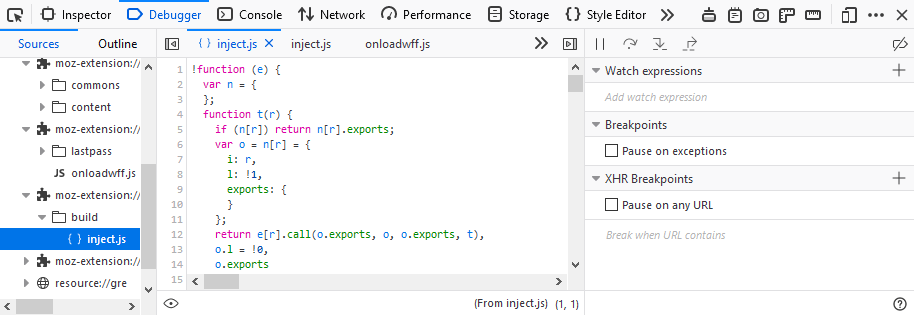 Inspector Debugger Console Network Performance Storage Style Editor
Sources Outline
moz-extension://
commons
content
moz-extension://
lastpass
JS onloadwff.js
moz-extension://
build
{ } inject.js
moz-extension://
resource://gre
{ } inject.js inject.js onloadwff.js
1 !function (e) {
2 var n = {
3 };
4 function t(r) {
5 if (n[r]) return n[r].exports;
6 var o = n[r] = {
7 i: r,
8 l: !1,
9 exports: {
10 }
11 };
12 return e[r].call(o.exports, o, o.exports, t),
13 o.l = !0,
14 o.exports
15
(From inject.js) (1, 1)
Watch expressions
Add watch expression
Breakpoints
Pause on exceptions
XHR Breakpoints
Pause on any URL
Break when URL contains